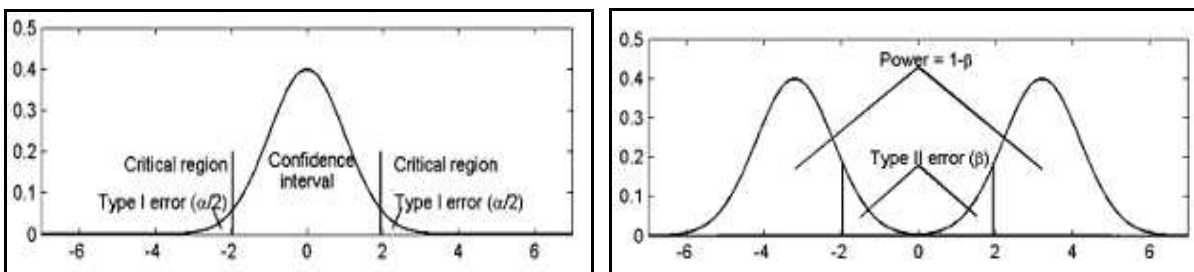 0.5
0.4
0.3
0.2
0.1
0
Critical region
Confidence
interval
Critical region
Type I error (α/2)
Type I error (α/2)
-6 -4 -2 0 2 4 6
0.5
0.4
0.3
0.2
0.1
0
Power = 1-β
Type II error (β)
-6 -4 -2 0 2 4 6